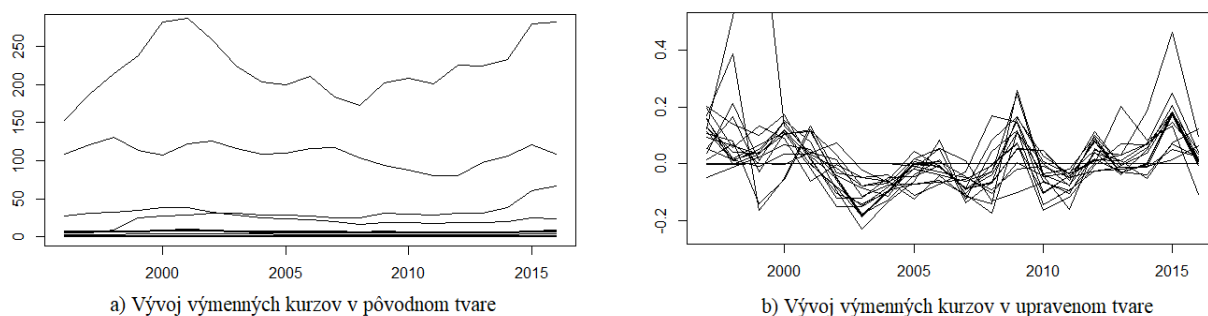 250
200
150
100
50
0
2000 2005 2010 2015
a) Vývoj výmenných kurzov v pôvodnom tvare
0.4
0.2
0.0
-0.2
2000 2005 2010 2015
b) Vývoj výmenných kurzov v upravenom tvare